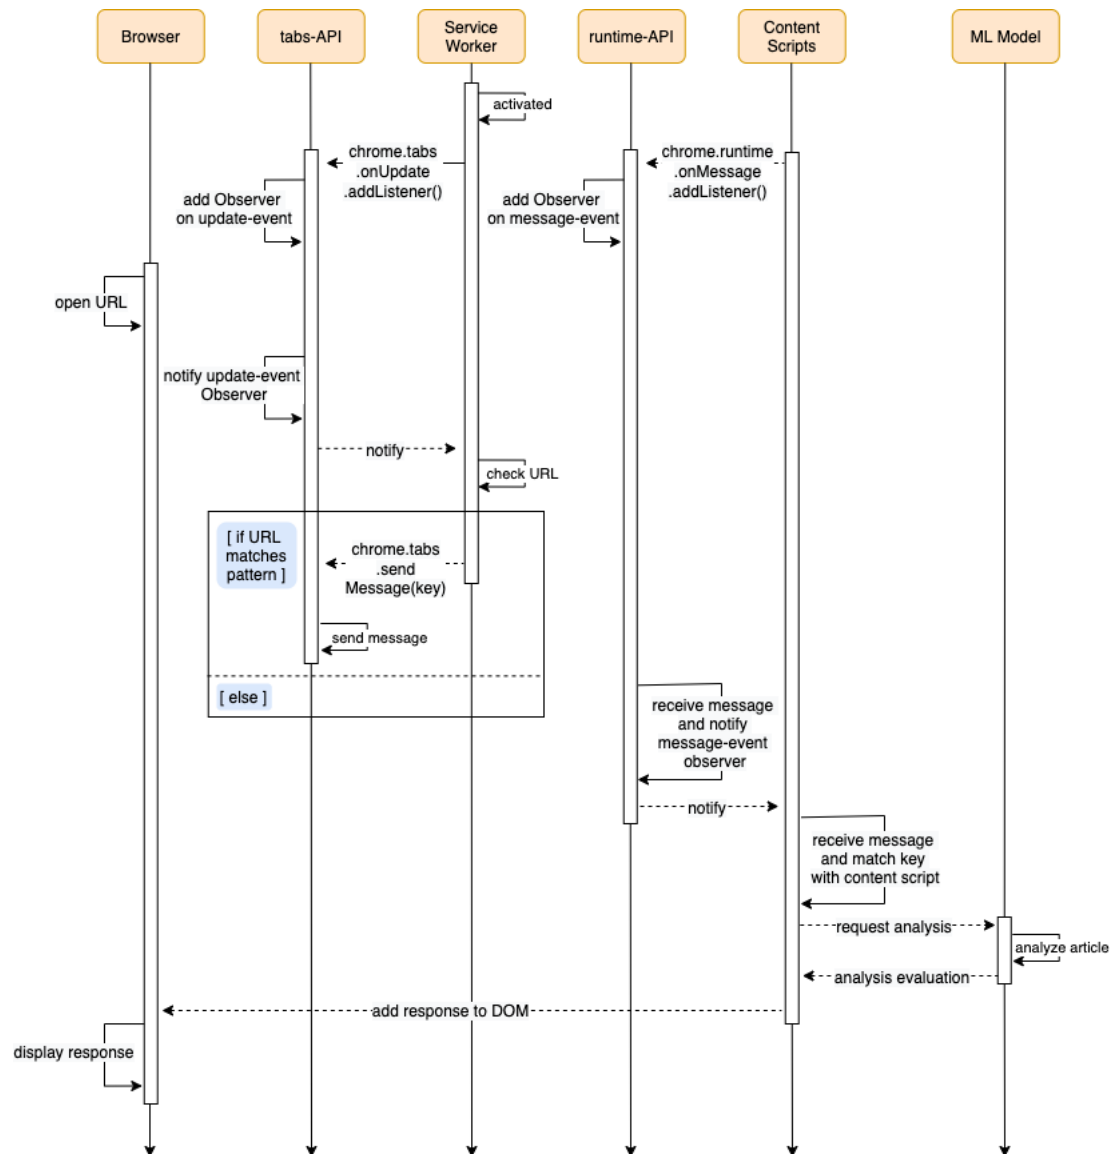 Browser
tabs-API
Service
Worker
runtime-API
Content
Scripts
ML Model
activated
chrome.tabs
.onUpdate
.addListener()
chrome.runtime
.onMessage
.addListener()
add Observer
on update-event
add Observer
on message-event
open URL
notify update-event
Observer
notify
check URL
[ if URL
matches
pattern ]
chrome.tabs
.send
Message(key)
send message
[ else ]
receive message
and notify
message-event
observer
notify
receive message
and match key
with content script
request analysis
analyze article
analysis evaluation
add response to DOM
display response